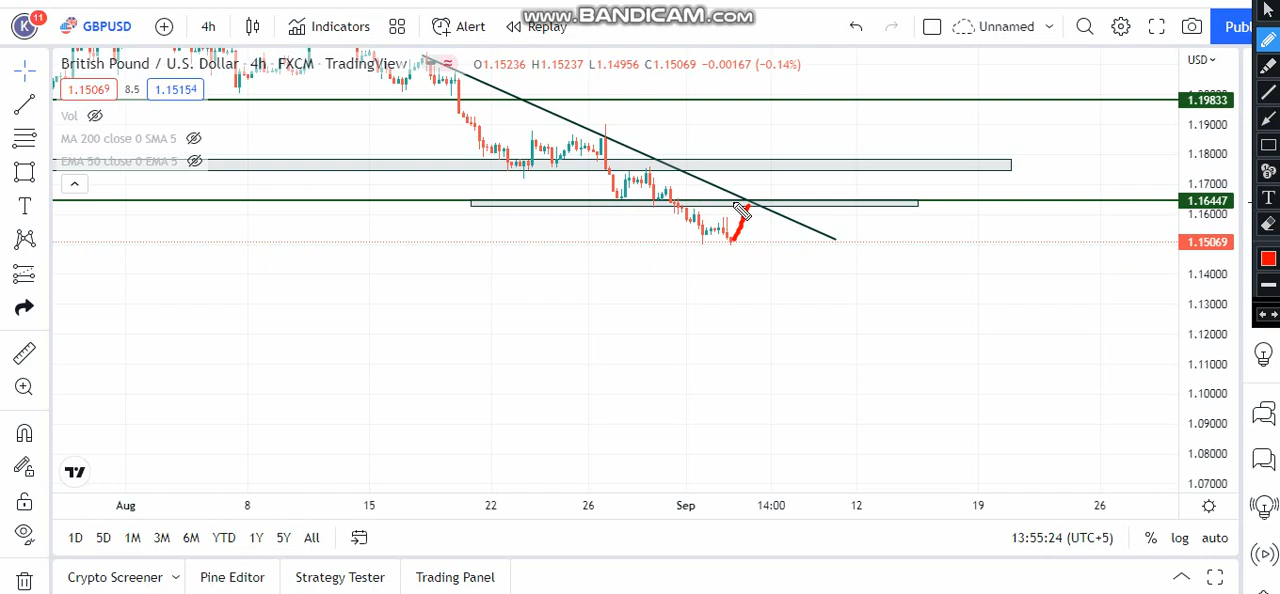 www.BANDICAM.com
K 11 GBPUSD 4h Indicators Alert Replay Unnamed Publ
British Pound / U.S. Dollar · 4h · FXCM · TradingView O1.15236 H1.15237 L1.14956 C1.15069 −0.00167 (−0.14%)
USD
1.15069 8.5 1.15154
Vol
MA 200 close 0 SMA 5
EMA 50 close 0 EMA 5
1.19833
1.19000
1.18000
1.17000
1.16447
1.16000
1.15069
1.14000
1.13000
1.12000
1.11000
1.10000
1.09000
1.08000
1.07000
Aug 8 15 22 26 Sep 14:00 12 19 26
1D 5D 1M 3M 6M YTD 1Y 5Y All 13:55:24 (UTC+5) % log auto
Crypto Screener Pine Editor Strategy Tester Trading Panel